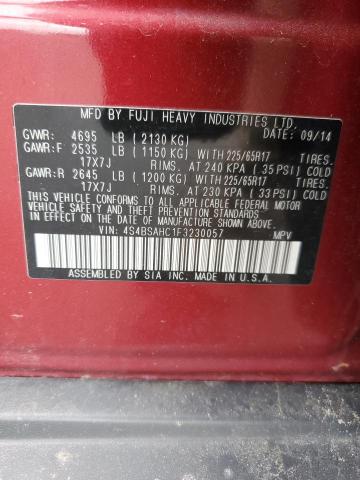 MFD BY FUJI HEAVY INDUSTRIES LTD.
DATE: 09/14
GVWR: 4695 LB (2130 KG)
GAWR:F 2535 LB (1150 KG) WITH 225/65R17 TIRES.
17X7J RIMS. AT 240 KPA (35 PSI) COLD
GAWR:R 2645 LB (1200 KG) WITH 225/65R17 TIRES.
17X7J RIMS. AT 230 KPA (33 PSI) COLD
THIS VEHICLE CONFORMS TO ALL APPLICABLE FEDERAL MOTOR
VEHICLE SAFETY STANDARDS IN EFFECT ON THE DATE OF
MANUFACTURE SHOWN ABOVE.
VIN: 4S4BSAHC1F3230057 MPV
ASSEMBLED BY SIA INC. MADE IN U.S.A.